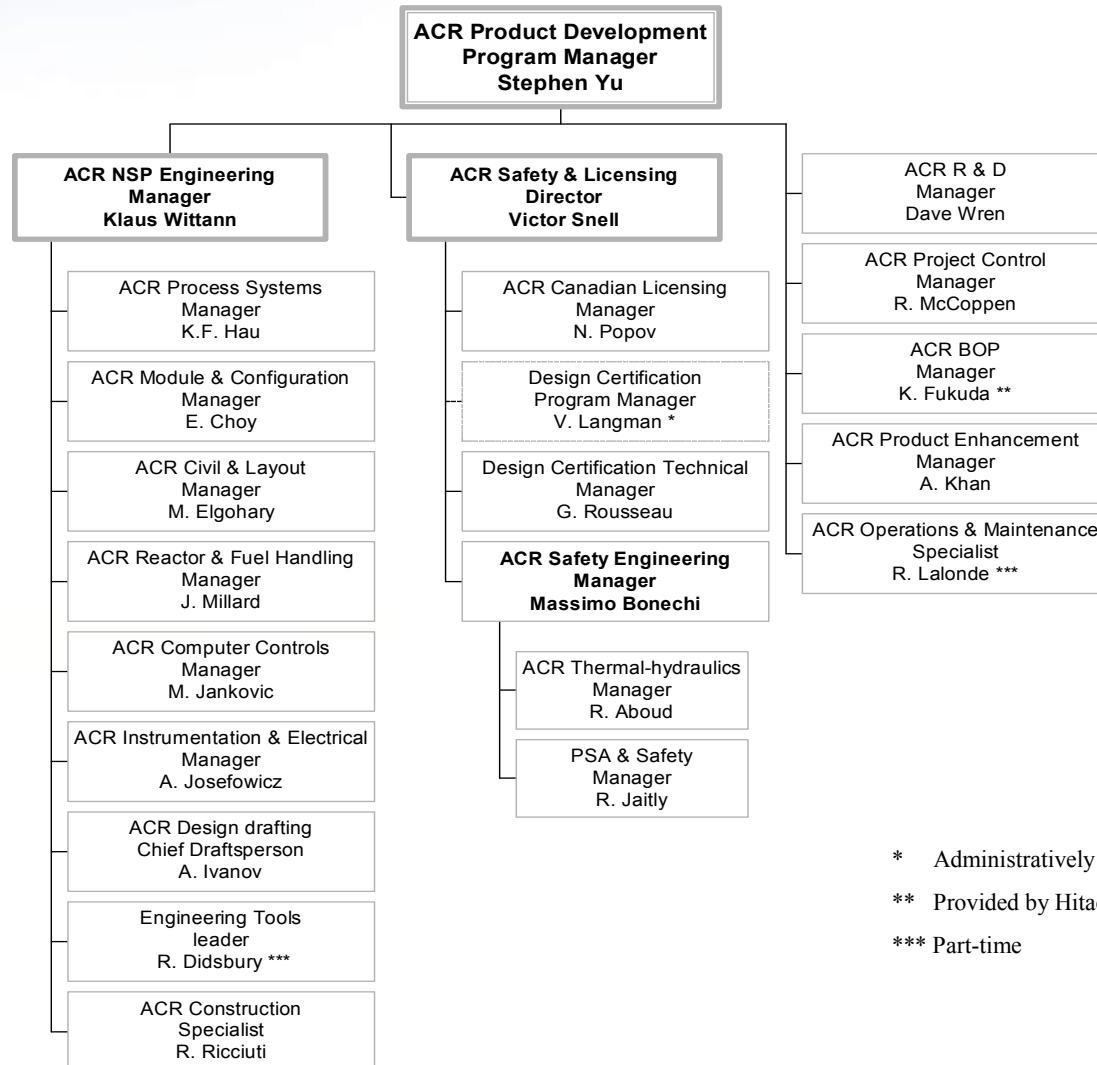 ACR Product Development
Program Manager
Stephen Yu
ACR NSP Engineering
Manager
Klaus Wittann
ACR Process Systems
Manager
K.F. Hau
ACR Module & Configuration
Manager
E. Choy
ACR Civil & Layout
Manager
M. Elgohary
ACR Reactor & Fuel Handling
Manager
J. Millard
ACR Computer Controls
Manager
M. Jankovic
ACR Instrumentation & Electrical
Manager
A. Josefowicz
ACR Design drafting
Chief Draftsperson
A. Ivanov
Engineering Tools
leader
R. Didsbury ***
ACR Construction
Specialist
R. Ricciuti
ACR Safety & Licensing
Director
Victor Snell
ACR Canadian Licensing
Manager
N. Popov
Design Certification
Program Manager
V. Langman *
Design Certification Technical
Manager
G. Rousseau
ACR Safety Engineering
Manager
Massimo Bonechi
ACR Thermal-hydraulics
Manager
R. Aboud
PSA & Safety
Manager
R. Jaitly
ACR R & D
Manager
Dave Wren
ACR Project Control
Manager
R. McCoppen
ACR BOP
Manager
K. Fukuda **
ACR Product Enhancement
Manager
A. Khan
ACR Operations & Maintenance
Specialist
R. Lalonde ***
* Administratively
** Provided by
*** Part-time